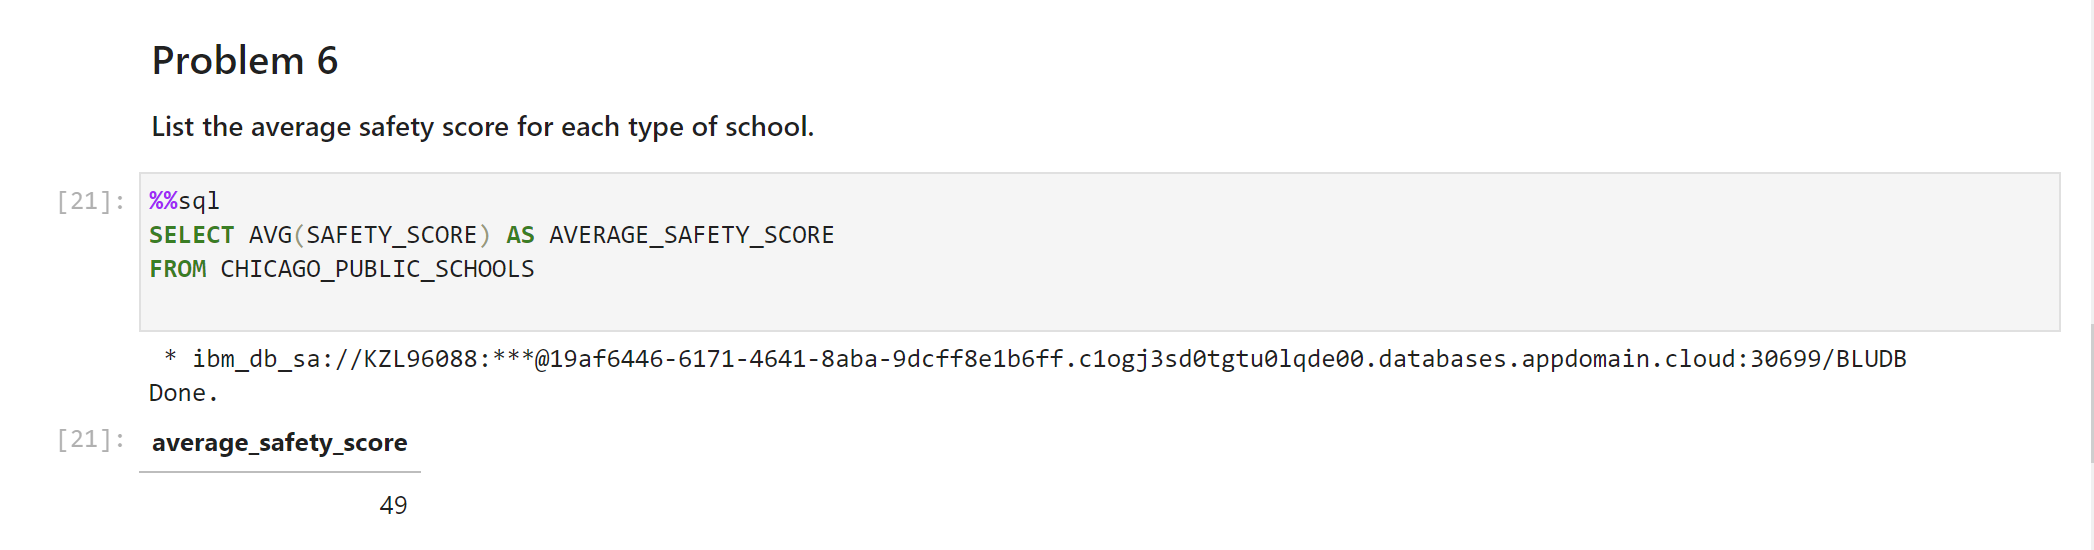 Problem 6
List the average safety score for each type of school.
[21]: %%sql
SELECT AVG(SAFETY_SCORE) AS AVERAGE_SAFETY_SCORE
FROM CHICAGO_PUBLIC_SCHOOLS
* ibm_db_sa://KZL96088:***@19af6446-6171-4641-8aba-9dcff8e1b6ff.c1ogj3sd0tgtu0lqde00.databases.appdomain.cloud:30699/BLUDB
Done.
[21]: average_safety_score
49